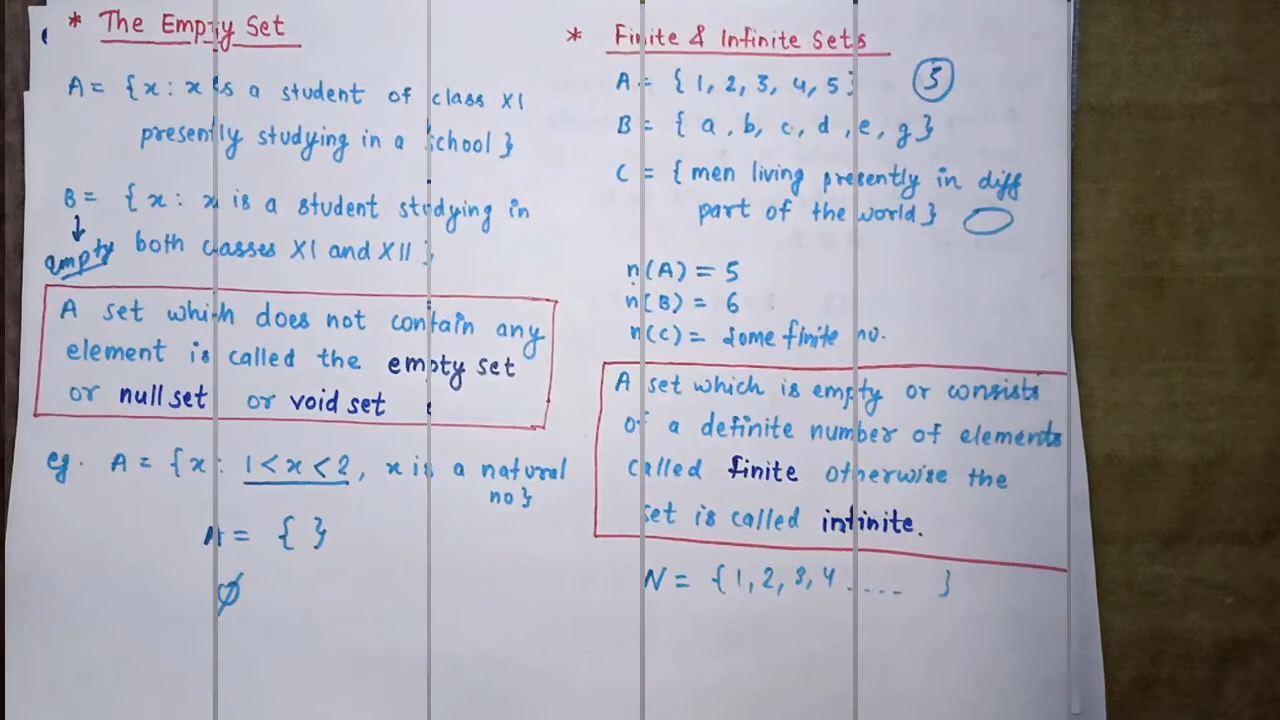 * The Empty Set
A = {x : x is a student of class XI
presently studying in a school}
B = {x : x is a student studying in
both classes XI and XII}
↓
empty
A set which does not contain any
element is called the empty set
or null set or void set
eg. A = {x : 1 < x < 2, x is a natural
no}
A = { }
φ
* Finite & Infinite Sets
A = {1, 2, 3, 4, 5} 5
B = {a, b, c, d, e, g}
C = {men living presently in diff
part of the world}
n(A) = 5
n(B) = 6
n(C) = Some finite no.
A set which is empty or consists
of a definite number of elements
called finite otherwise the
set is called infinite.
N = {1, 2, 3, 4 .... }